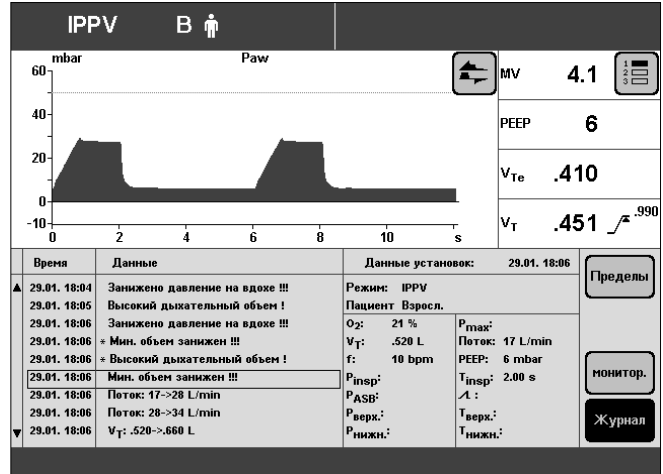 IPPV B
mbar Paw
60
40
20
0
-10
0 2 4 6 8 10 s
1
2
3
MV 4.1
PEEP 6
VTe .410
VT .451 .990
Время Данные
29.01. 18:04 Занижено давление на вдохе !!!
29.01. 18:05 Высокий дыхательный объем !
29.01. 18:06 Занижено давление на вдохе !!!
29.01. 18:06 * Мин. объем занижен !!!
29.01. 18:06 * Высокий дыхательный объем !
29.01. 18:06 Мин. объем занижен !!!
29.01. 18:06 Поток: 17->28 L/min
29.01. 18:06 Поток: 28->34 L/min
29.01. 18:06 VT: .520->.660 L
Данные установок: 29.01. 18:06
Режим: IPPV
Пациент Взросл.
O2: 21 % Pmax:
VT: .520 L Поток: 17 L/min
f: 10 bpm PEEP: 6 mbar
Pinsp: Tinsp: 2.00 s
PASB: :
Pверх.: Tверх.:
Pнижн.: Tнижн.:
Пределы
монитор.
Журнал